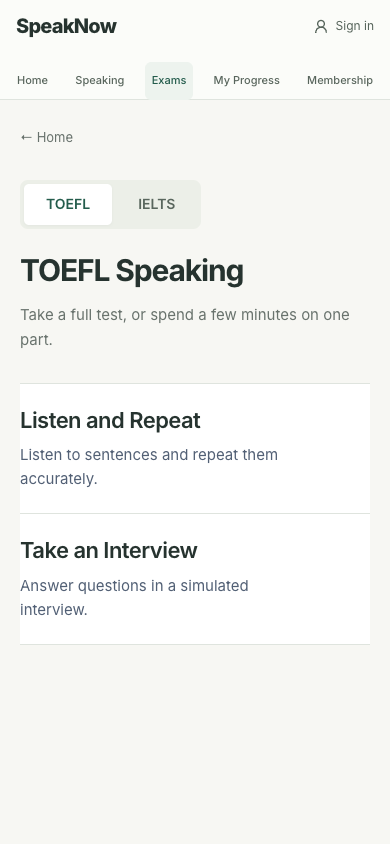 SpeakNow
Sign in
Home
Speaking
Exams
My Progress
Membership
← Home
TOEFL
IELTS
TOEFL Speaking
Take a full test, or spend a few minutes on one
part.
Listen and Repeat
Listen to sentences and repeat them
accurately.
Take an Interview
Answer questions in a simulated
interview.